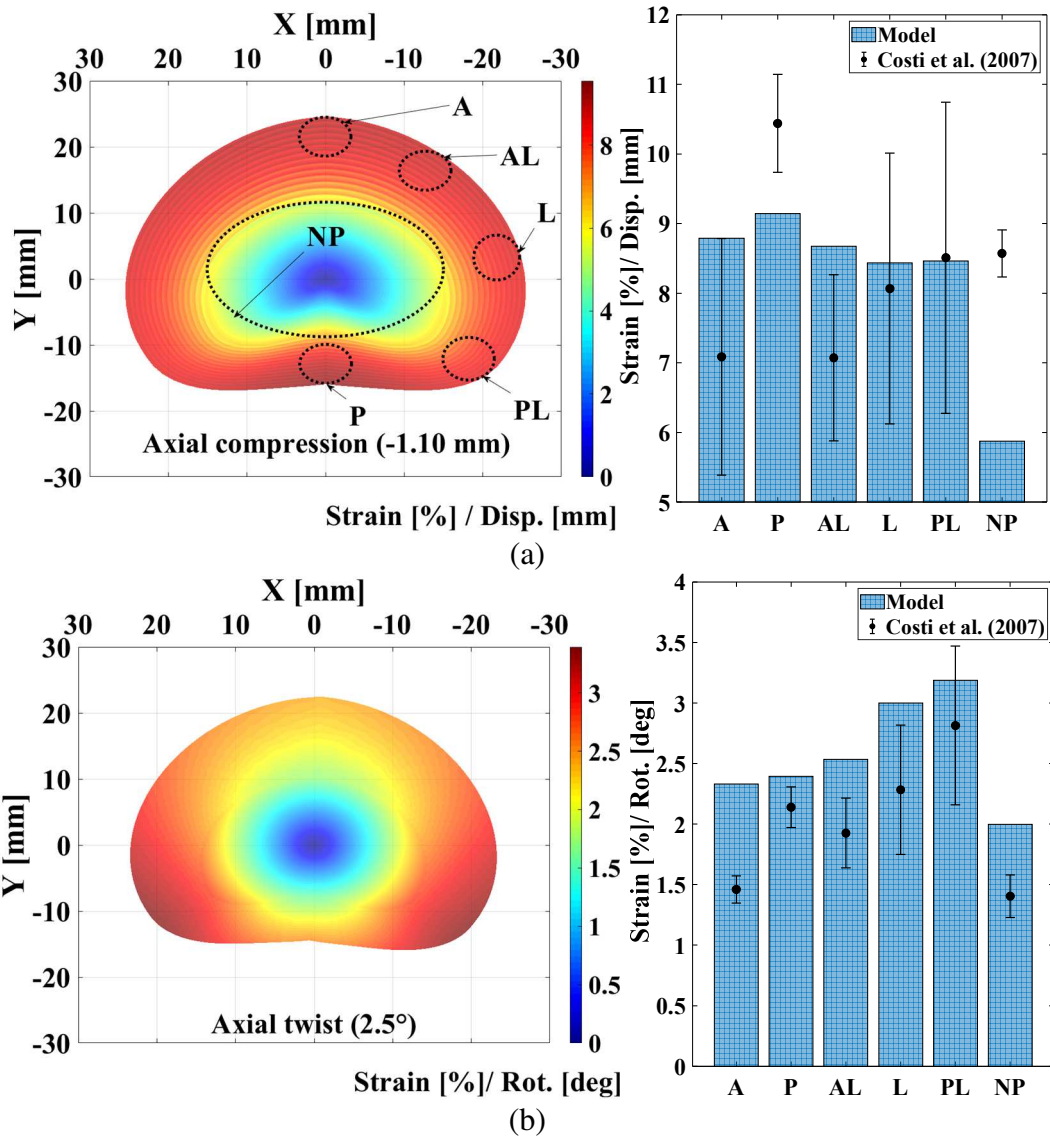 X [mm]
30 20 10 0 -10 -20 -30
30
20
10
0
-10
-20
-30
Y [mm]
A
AL
L
NP
P
PL
Axial compression (-1.10 mm)
8
6
4
2
0
Strain [%] / Disp. [mm]
12
11
10
9
8
7
6
5
Strain [%]/ Disp. [mm]
Model
Costi et al. (2007)
A P AL L PL NP
(a)
X [mm]
30 20 10 0 -10 -20 -30
30
20
10
0
-10
-20
-30
Y [mm]
Axial twist (2.5°)
3
2.5
2
1.5
1
0.5
0
Strain [%]/ Rot. [deg]
4
3.5
3
2.5
2
1.5
1
0.5
0
Strain [%]/ Rot. [deg]
Model
Costi et al. (2007)
A P AL L PL NP
(b)